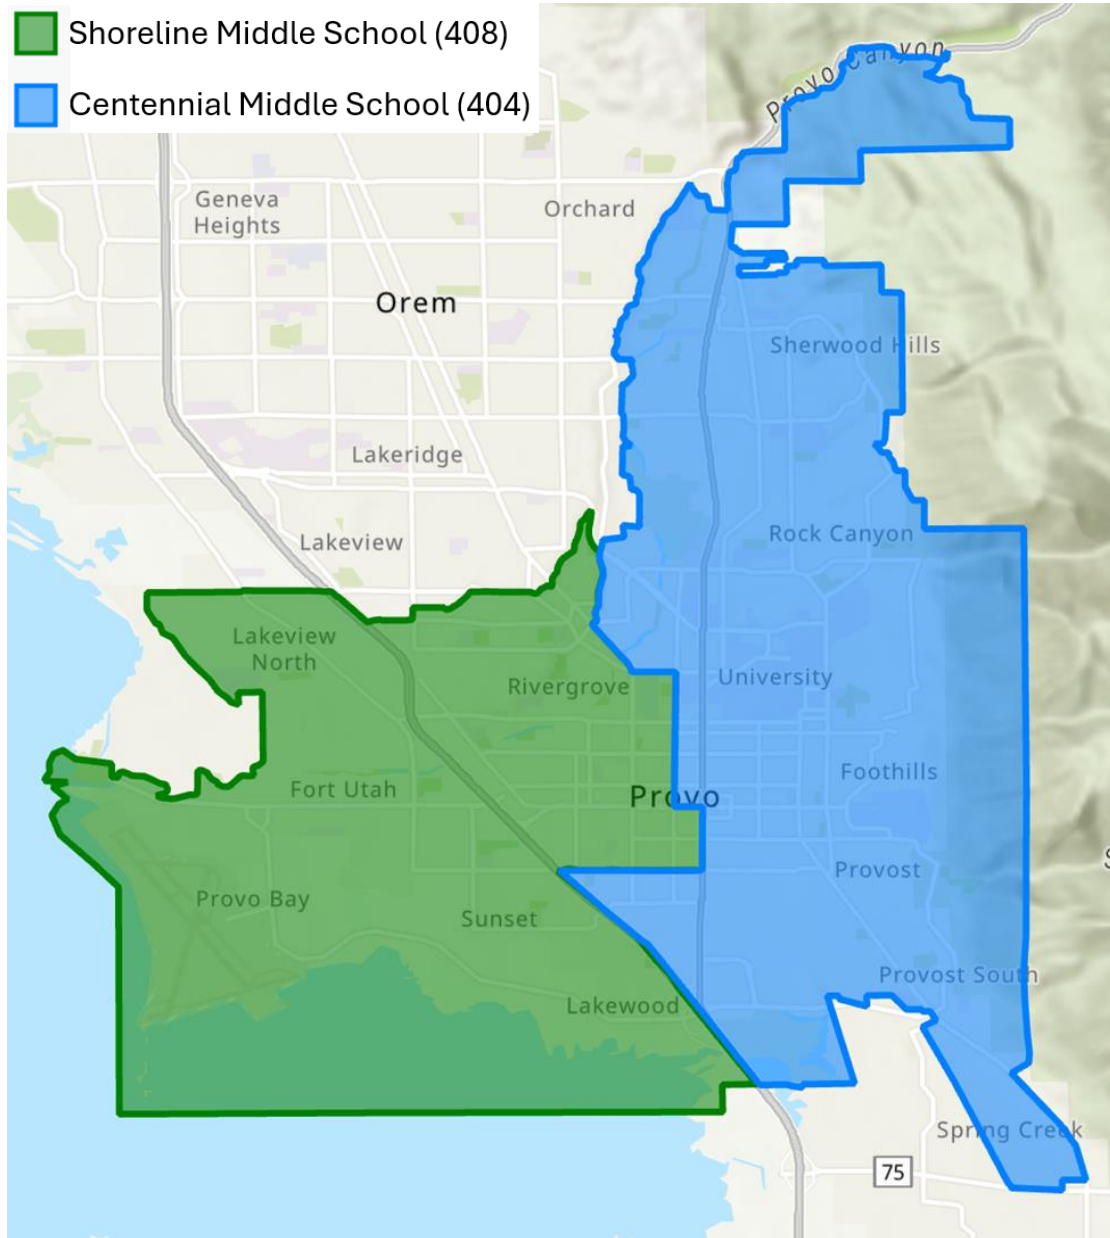 Shoreline Middle School (408)
Centennial Middle School (404)
Provo Canyon
Geneva
Heights
Orchard
Orem
Sherwood Hills
Lakeridge
Rock Canyon
Lakeview
Lakeview
North
University
Rivergrove
Foothills
Fort Utah
Provo
Provost
Provo Bay
Sunset
Provost South
Lakewood
Spring Creek
75